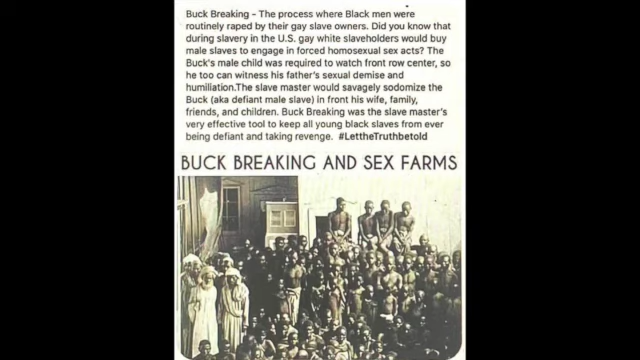 Buck Breaking - The process where Black men were
routinely raped by their gay slave owners. Did you know that
during slavery in the U.S. gay white slaveholders would buy
male slaves to engage in forced homosexual sex acts? The
Buck's male child was required to watch front row center, so
he too can witness his father's sexual demise and
humiliation.The slave master would savagely sodomize the
Buck (aka defiant male slave) in front his wife, family,
friends, and children. Buck Breaking was the slave master's
very effective tool to keep all young black slaves from ever
being defiant and taking revenge. #LettheTruthbetold
BUCK BREAKING AND SEX FARMS